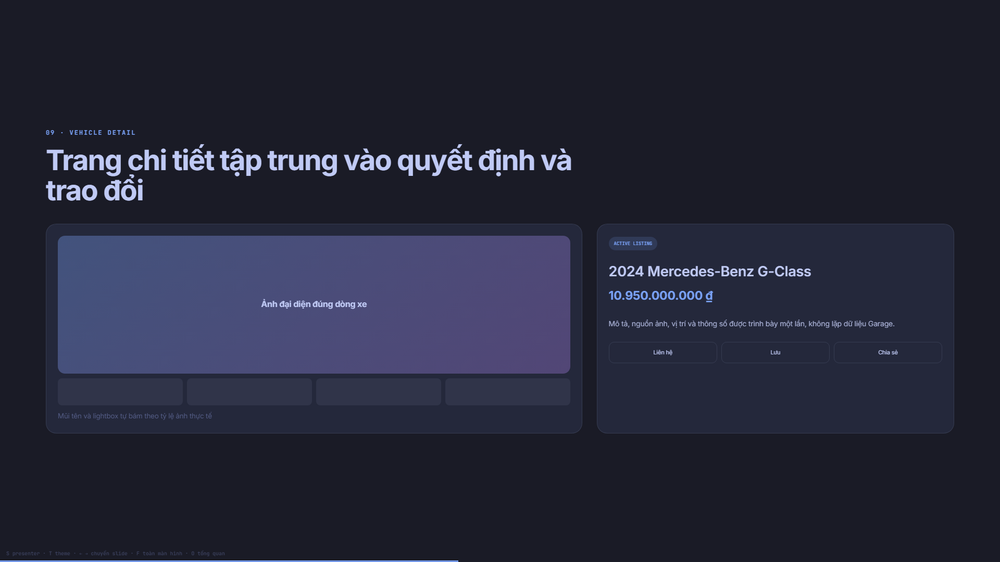 09 · VEHICLE DETAIL
Trang chi tiết tập trung vào quyết định và
trao đổi
Ảnh đại diện đúng dòng xe
Mũi tên và lightbox tự bám theo tỷ lệ ảnh thực tế
ACTIVE LISTING
2024 Mercedes-Benz G-Class
10.950.000.000 ₫
Mô tả, nguồn ảnh, vị trí và thông số được trình bày một lần, không lặp dữ liệu Garage.
Liên hệ
Lưu
Chia sẻ
S presenter · T theme · ← → chuyển slide · F toàn màn hình · O tổng quan